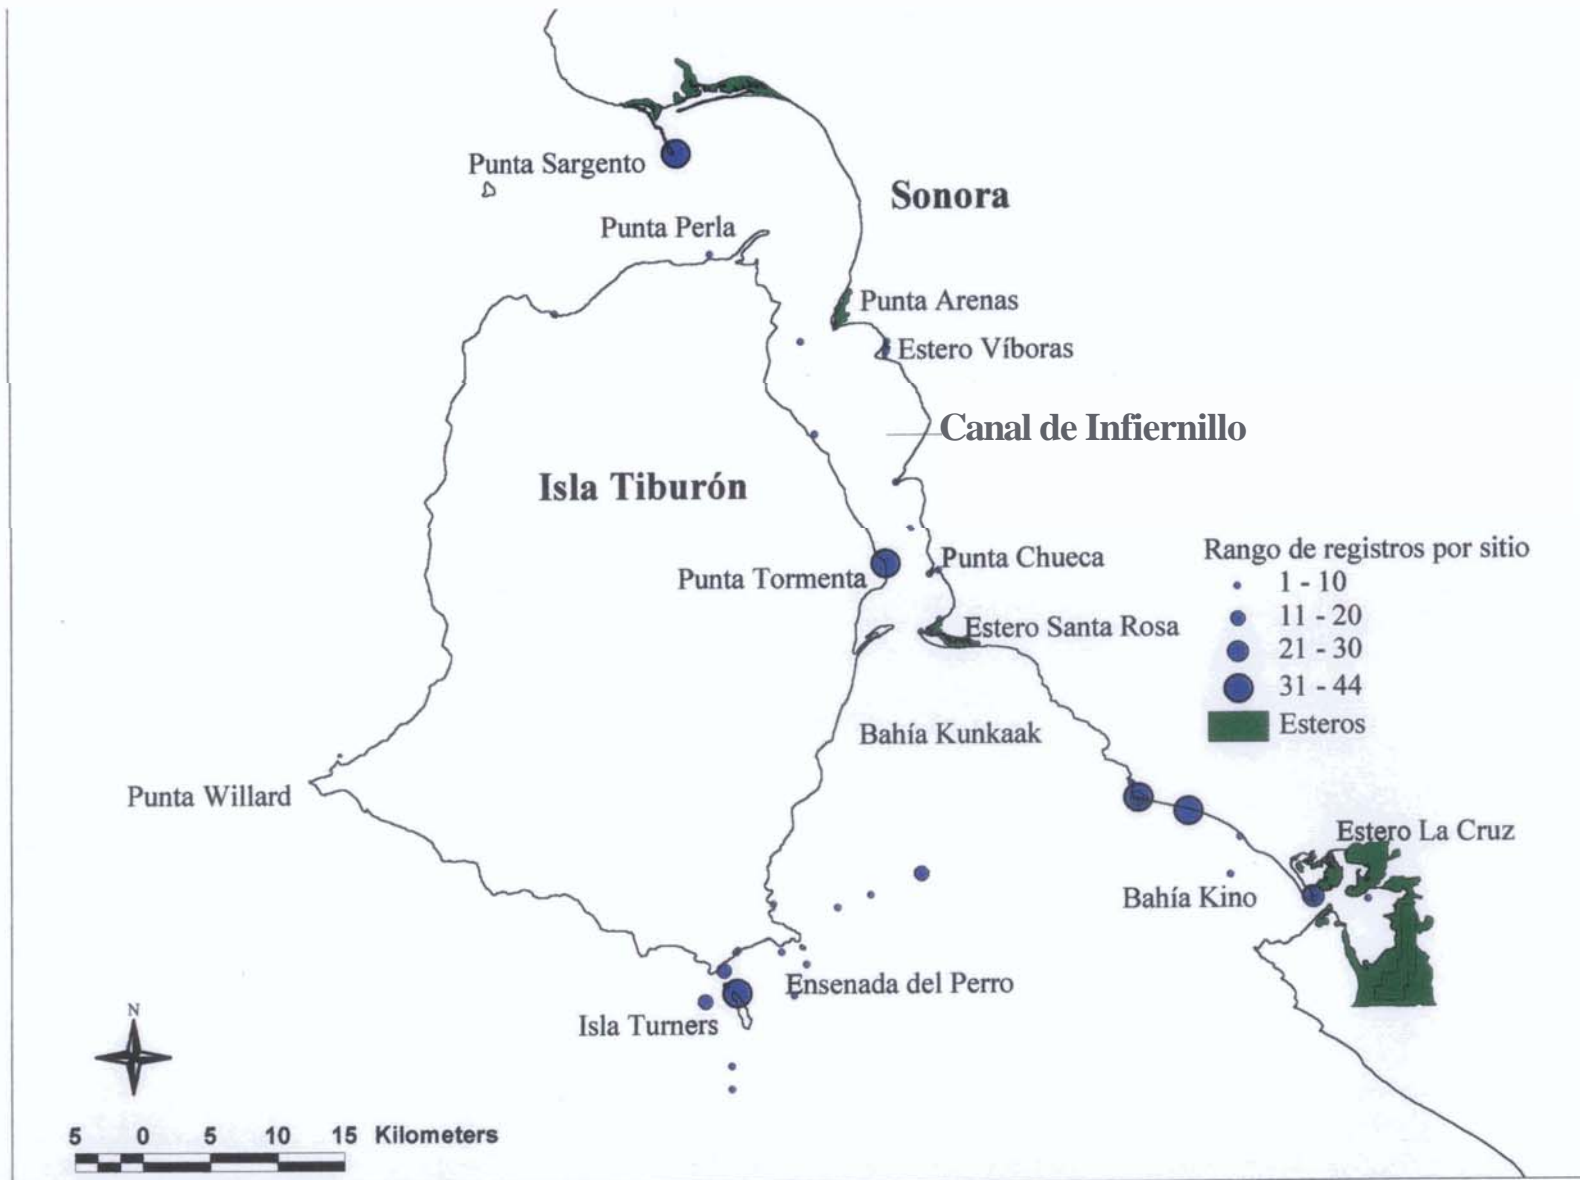 Punta Sargento
Sonora
Punta Perla
Punta Arenas
Estero Víboras
Canal de Infiernillo
Isla Tiburón
Rango de registros por sitio
Punta Chueca
1 - 10
Punta Tormenta
11 - 20
Estero Santa Rosa
21 - 30
31 - 44
Esteros
Bahía Kunkaak
Punta Willard
Estero La Cruz
Bahía Kino
Ensenada del Perro
Isla Turners
N
5 0 5 10 15 Kilometers